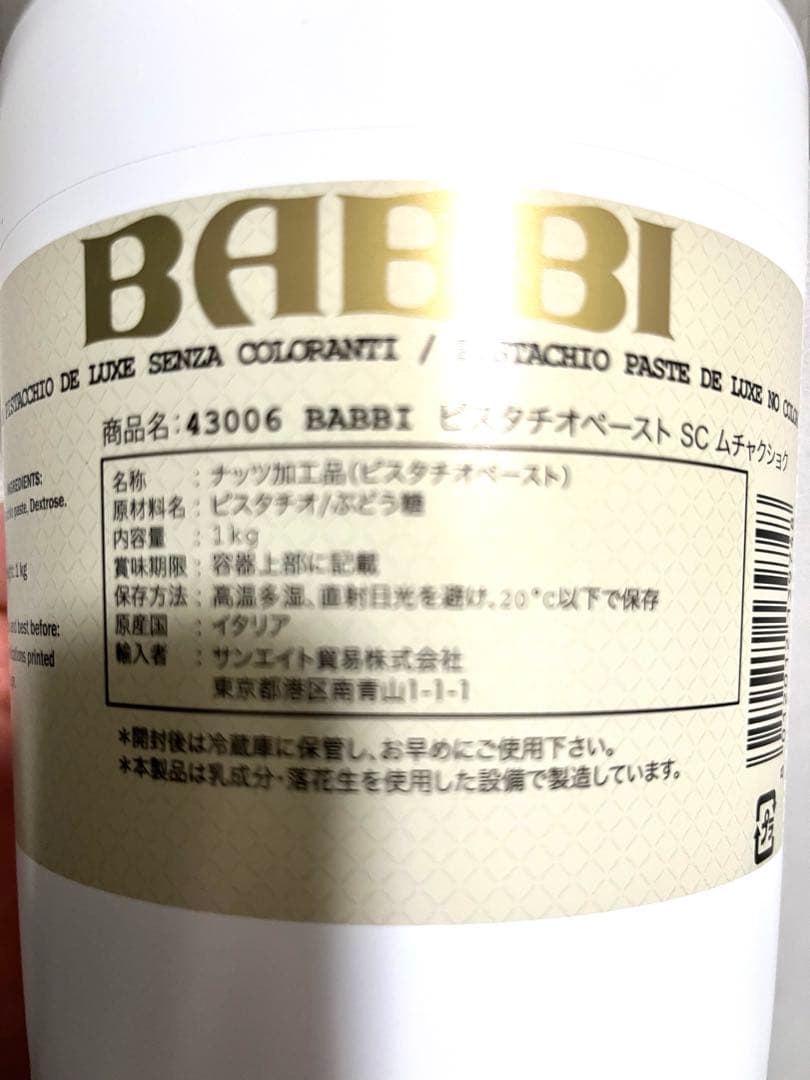 BABBI
PISTACCHIO DE LUXE SENZA COLORANTI / PISTACHIO PASTE DE LUXE NO COLOR
商品名:43006 BABBI ピスタチオペースト SC ムチャクショク
名称 : ナッツ加工品(ピスタチオペースト)
原材料名 : ピスタチオ/ぶどう糖
内容量 : 1kg
賞味期限 : 容器上部に記載
保存方法 : 高温多湿、直射日光を避け、20°C以下で保存
原産国 : イタリア
輸入者 : サンエイト貿易株式会社
東京都港区南青山1-1-1
*開封後は冷蔵庫に保管し、お早めにご使用下さい。
*本製品は乳成分・落花生を使用した設備で製造しています。
INGREDIENTS:
paste, Dextrose.
1 kg
and best before:
printed
プラ